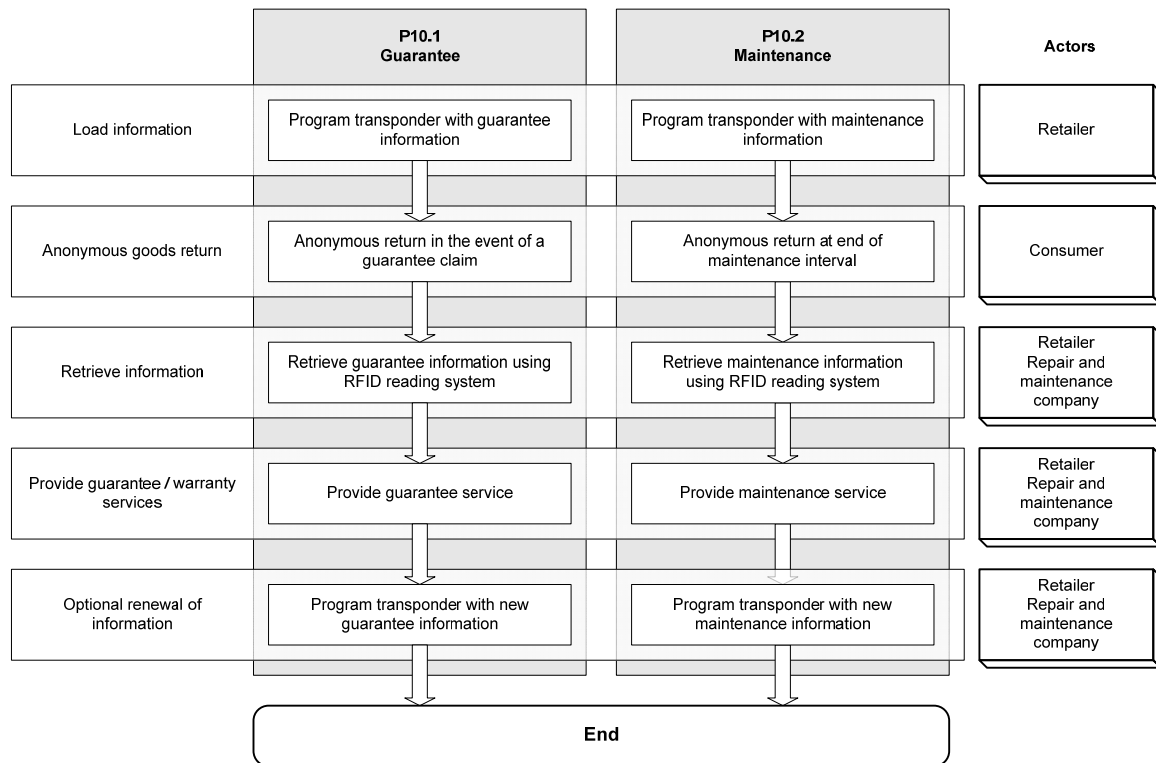 P10.1
Guarantee
P10.2
Maintenance
Actors
Load information
Program transponder with guarantee
information
Program transponder with maintenance
information
Retailer
Anonymous goods return
Anonymous return in the event of a
guarantee claim
Anonymous return at end of
maintenance interval
Consumer
Retrieve information
Retrieve guarantee information using
RFID reading system
Retrieve maintenance information
using RFID reading system
Retailer
Repair and
maintenance
company
Provide guarantee / warranty
services
Provide guarantee service
Provide maintenance service
Retailer
Repair and
maintenance
company
Optional renewal of
information
Program transponder with new
guarantee information
Program transponder with new
maintenance information
Retailer
Repair and
maintenance
company
End